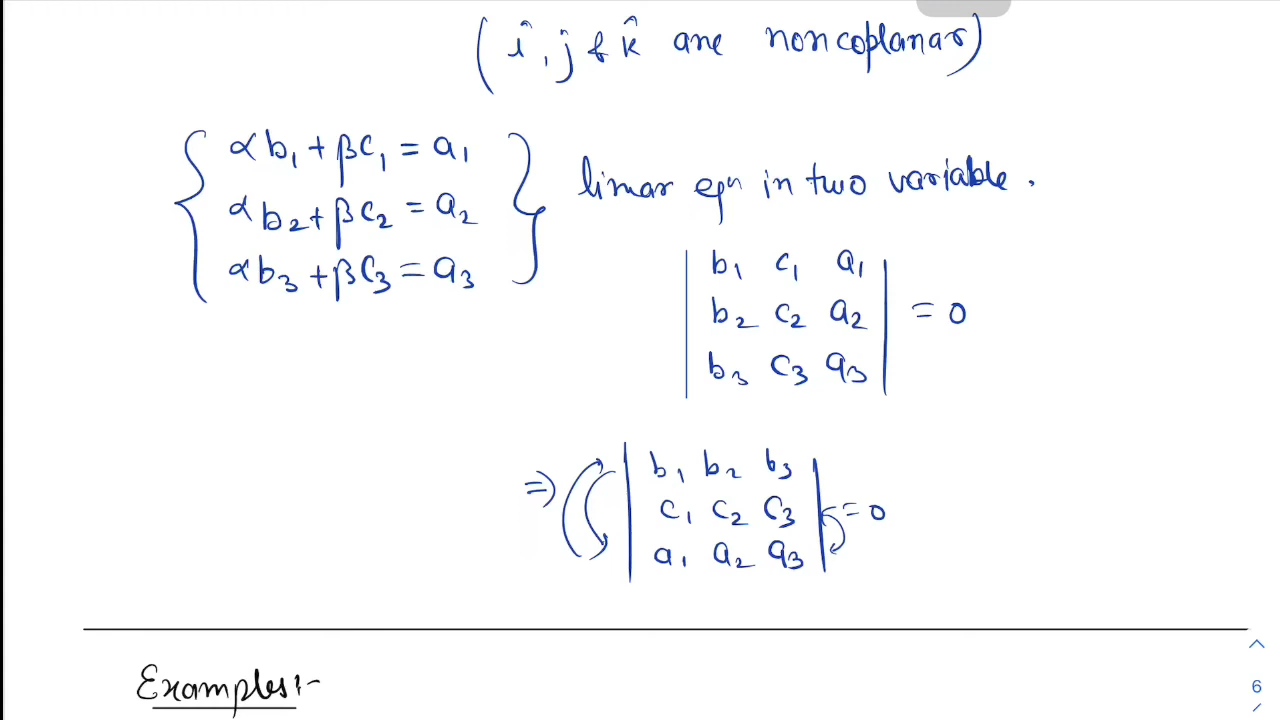 (î, j & k̂ are noncoplanar)
αb₁ + βc₁ = a₁
αb₂ + βc₂ = a₂
αb₃ + βc₃ = a₃
linear eqⁿ in two variable.
| b₁ c₁ a₁ |
| b₂ c₂ a₂ | = 0
| b₃ c₃ a₃ |
⇒ | b₁ b₂ b₃ |
| c₁ c₂ c₃ | = 0
| a₁ a₂ a₃ |
Examples:-
6